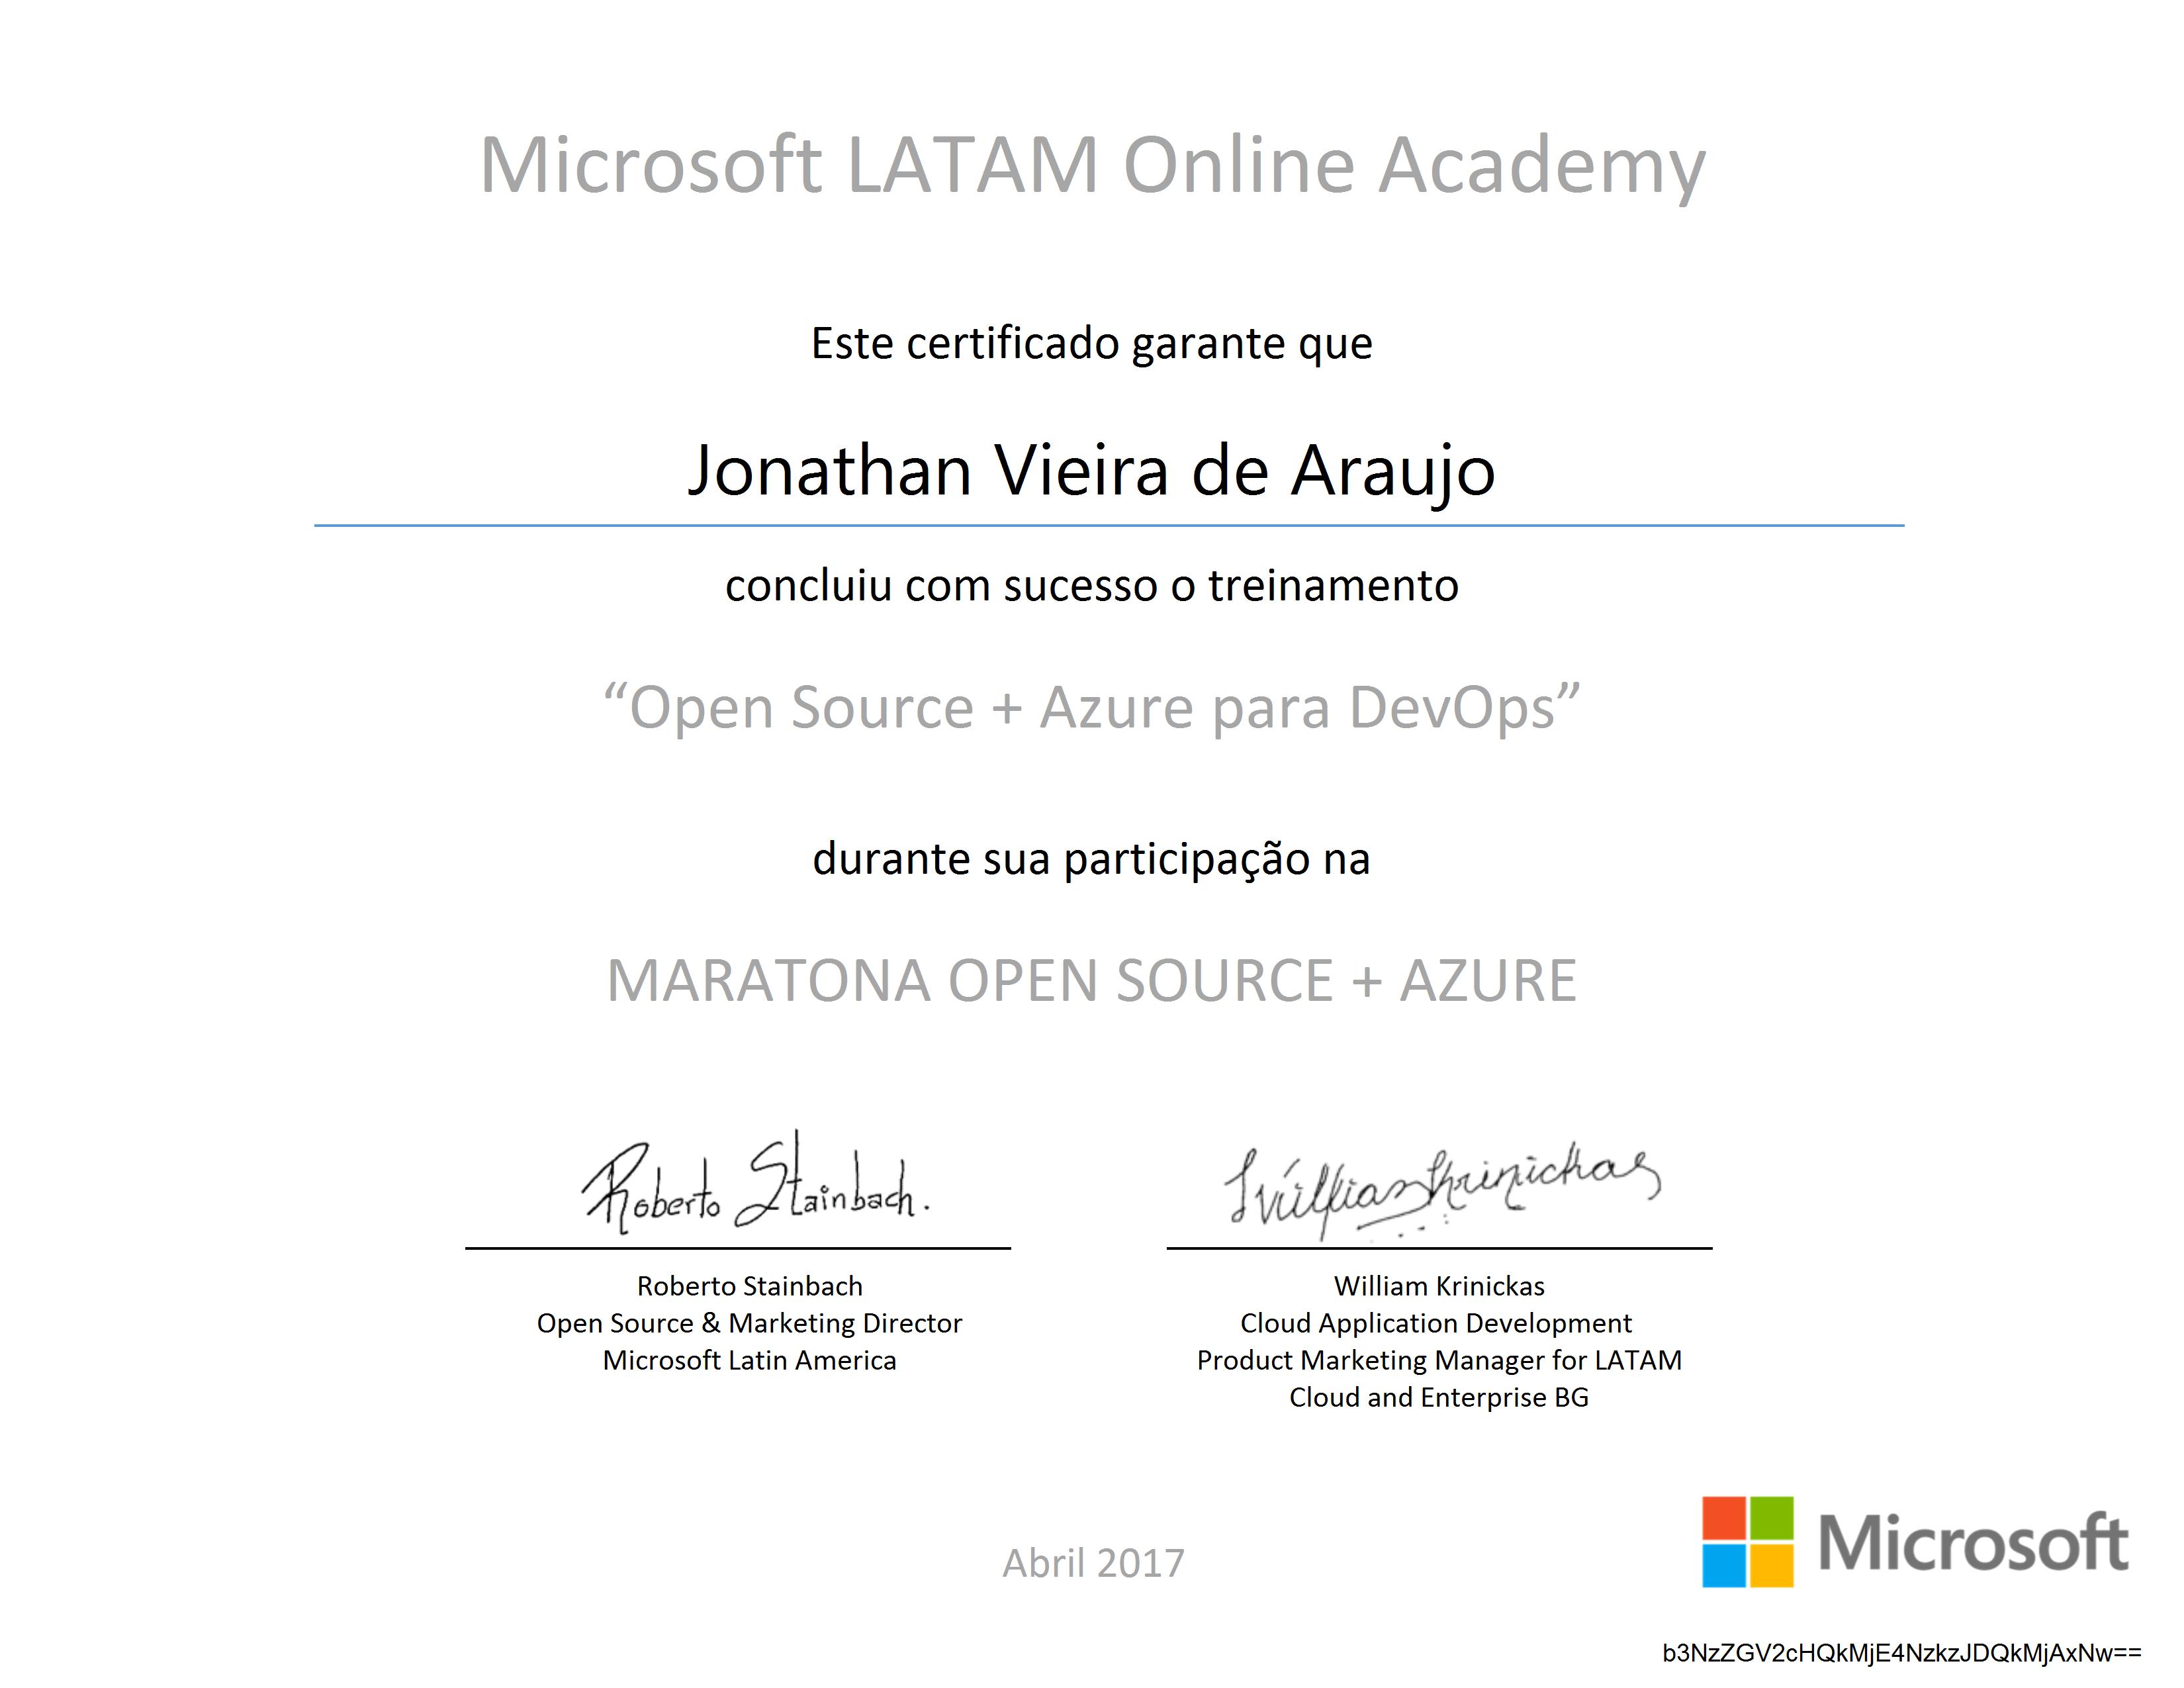 Microsoft LATAM Online Academy
Este certificado garante que
Jonathan Vieira de Araujo
concluiu com sucesso o treinamento
“Open Source + Azure para DevOps”
durante sua participação na
MARATONA OPEN SOURCE + AZURE
Roberto Stainbach.
William Krinickas
Roberto Stainbach
Open Source & Marketing Director
Microsoft Latin America
William Krinickas
Cloud Application Development
Product Marketing Manager for LATAM
Cloud and Enterprise BG
Abril 2017
Microsoft
b3NzZGV2cHQkMjE4NzkzJDQkMjAxNw==